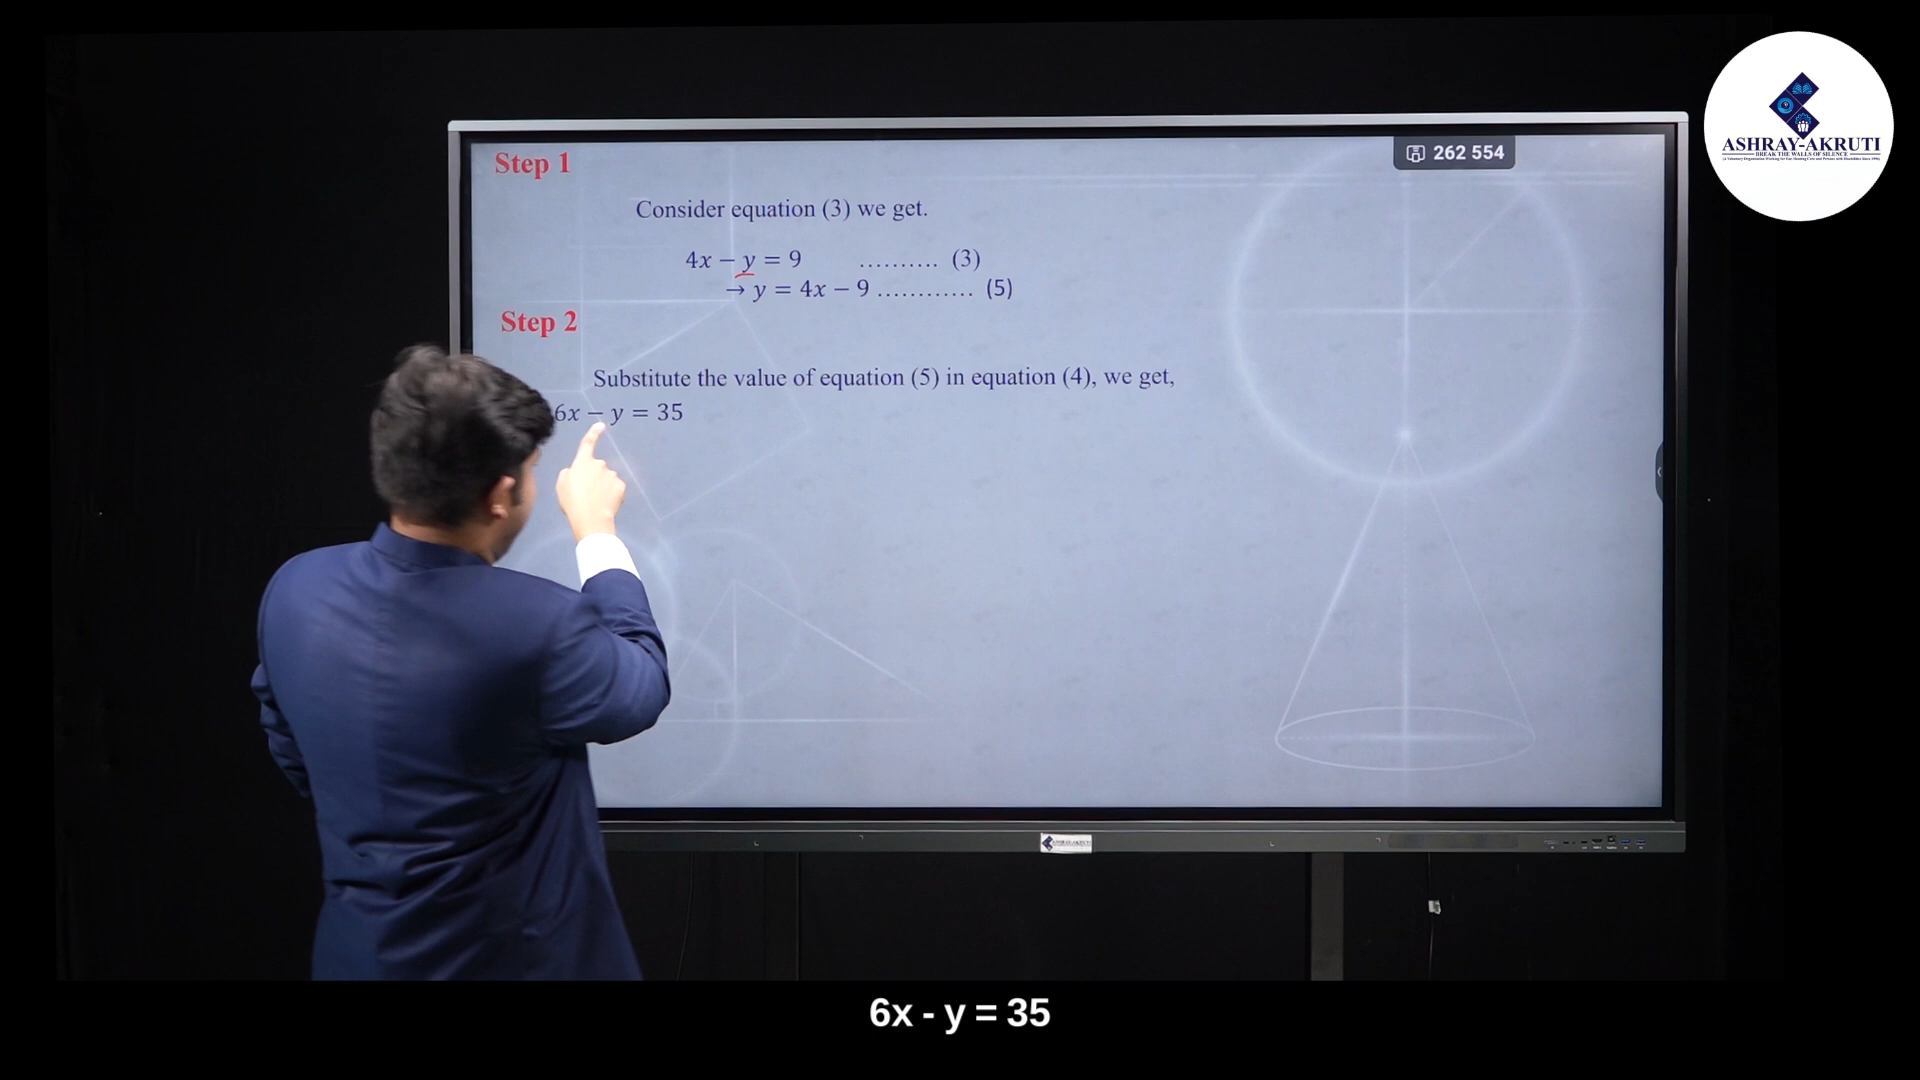 Step 1
262 554
ASHRAY-AKRUTI
BREAK THE WALLS OF SILENCE
Consider equation (3) we get.
4x − y = 9 .......... (3)
→ y = 4x − 9 ............ (5)
Step 2
Substitute the value of equation (5) in equation (4), we get,
6x − y = 35
ASHRAY-AKRUTI
6x - y = 35